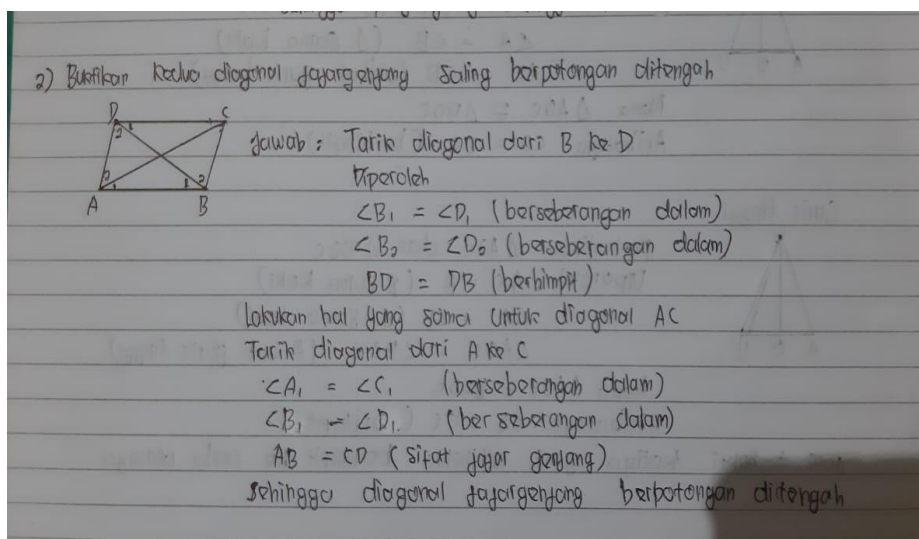 2) Buktikan kedua diagonal jajargenjang saling berpotongan ditengah
D C
Jawab : Tarik diagonal dari B ke D
A B
Diperoleh
∠B₁ = ∠D₁ (berseberangan dalam)
∠B₂ = ∠D₂ (berseberangan dalam)
BD = DB (berhimpit)
Lakukan hal yang sama untuk diagonal AC
Tarik diagonal dari A ke C
∠A₁ = ∠C₁ (berseberangan dalam)
∠B₁ = ∠D₁. (berseberangan dalam)
AB = CD (sifat jajar genjang)
Sehingga diagonal jajargenjang berpotongan ditengah